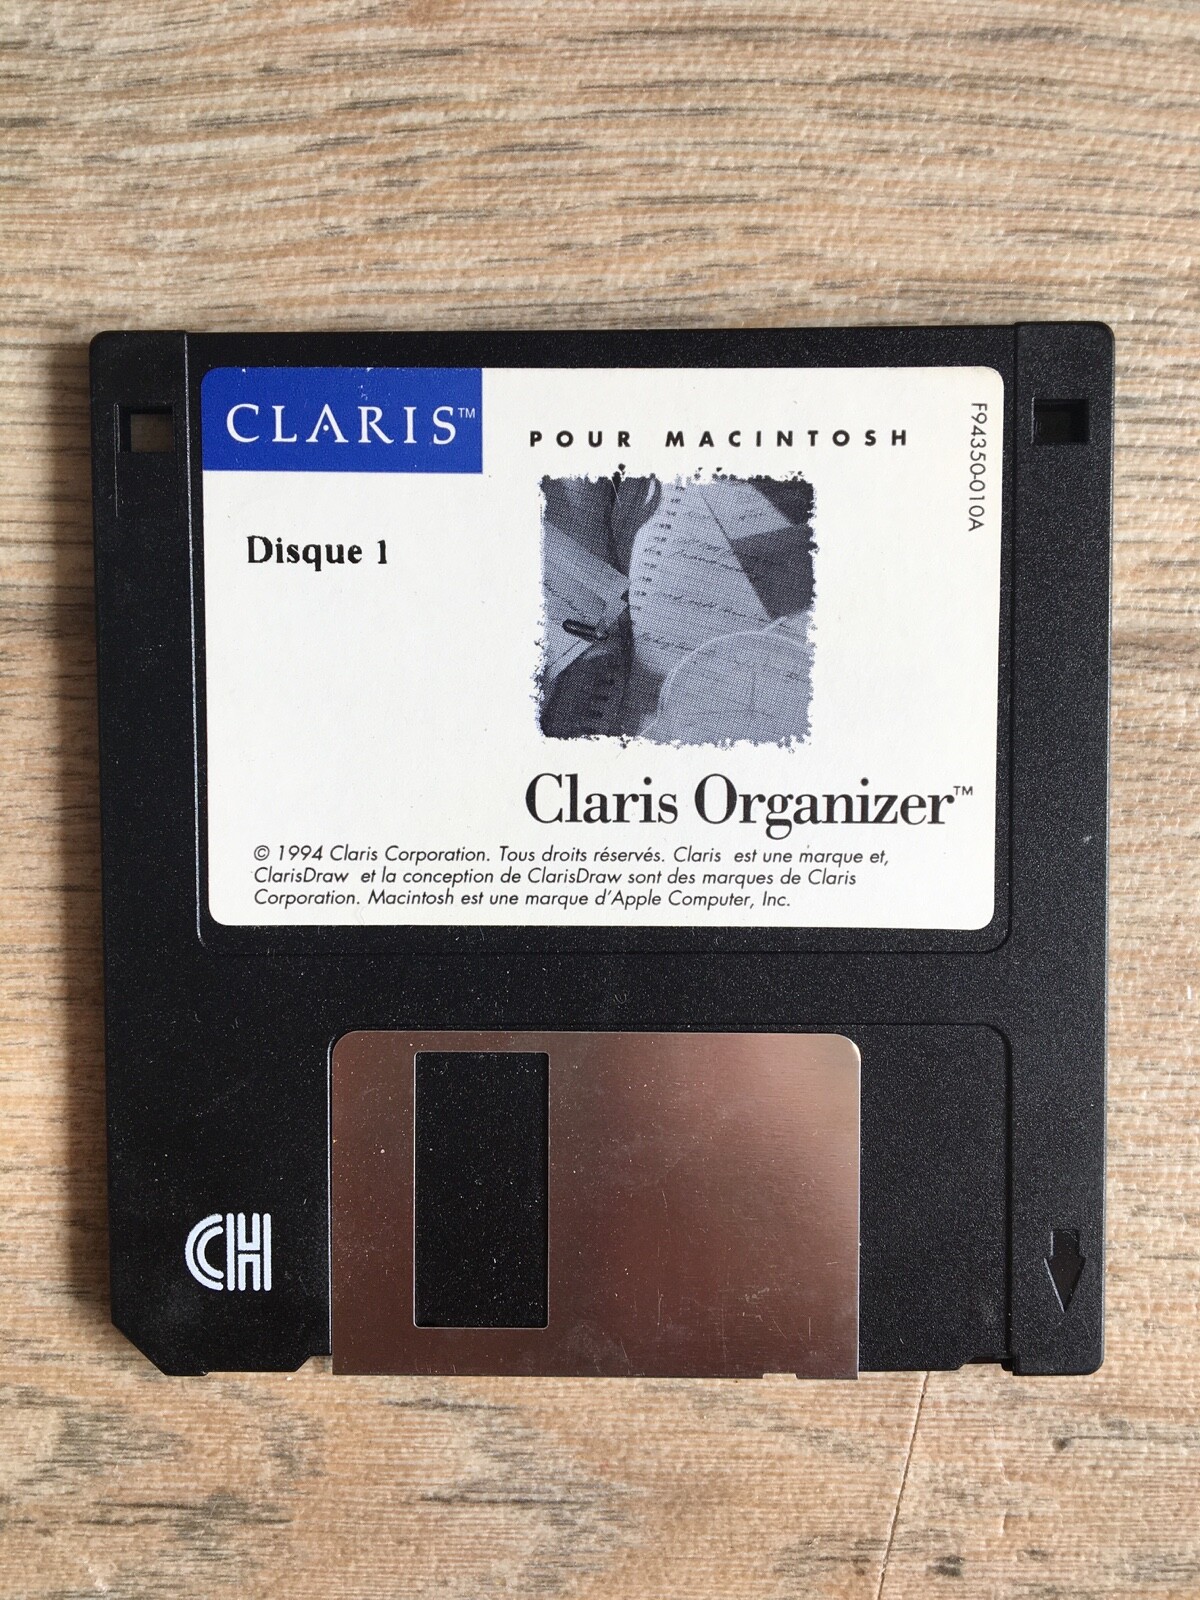 CLARIS™
POUR MACINTOSH
F94350-010A
Disque 1
Claris Organizer™
© 1994 Claris Corporation. Tous droits réservés. Claris est une marque et,
ClarisDraw et la conception de ClarisDraw sont des marques de Claris
Corporation. Macintosh est une marque d'Apple Computer, Inc.
CH